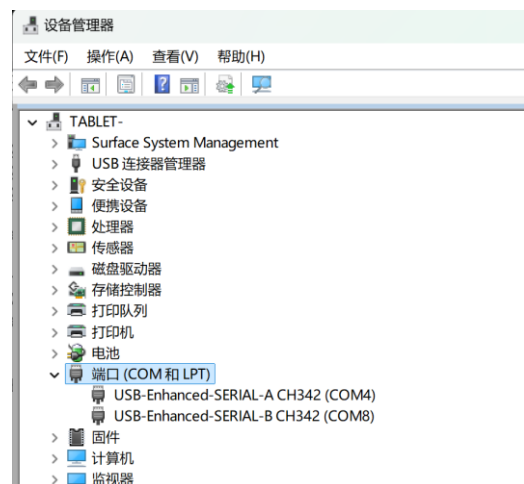 设备管理器
文件(F) 操作(A) 查看(V) 帮助(H)
TABLET-
Surface System Management
USB 连接器管理器
安全设备
便携设备
处理器
传感器
磁盘驱动器
存储控制器
打印队列
打印机
电池
端口 (COM 和 LPT)
USB-Enhanced-SERIAL-A CH342 (COM4)
USB-Enhanced-SERIAL-B CH342 (COM8)
固件
计算机
监视器